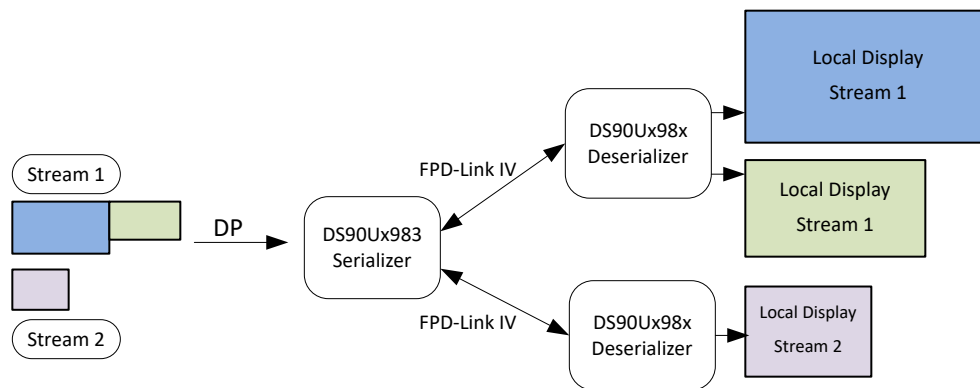 Stream 1
Stream 2
DP
DS90Ux983
Serializer
FPD-Link IV
FPD-Link IV
DS90Ux98x
Deserializer
DS90Ux98x
Deserializer
Local Display
Stream 1
Local Display
Stream 1
Local Display
Stream 2